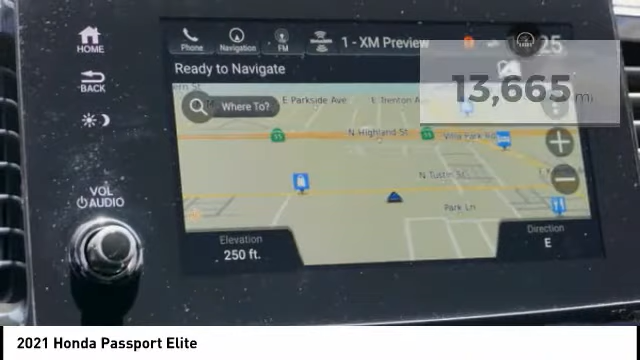 HOME
BACK
VOL
AUDIO
Phone
Navigation
FM
1 - XM Preview
25
Ready to Navigate
13,665 mi
Where To?
E Parkside Ave
E Trenton
N Highland St
55
55
Villa Park Rd
N Tustin St
Park Ln
Elevation
250 ft.
Direction
E
2021 Honda Passport Elite